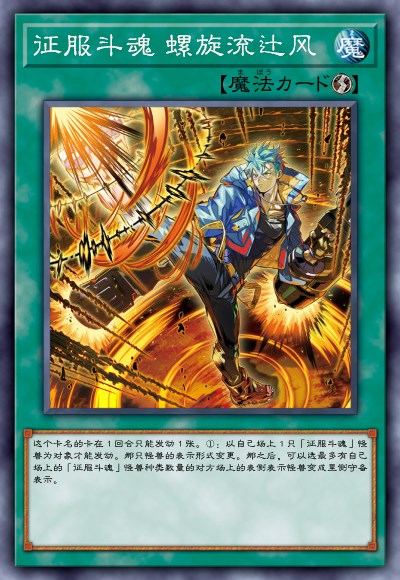 征服斗魂 螺旋流辻风
魔
【魔法カード】
まほう
这个卡名的卡在1回合只能发动1张。①：以自己场上1只「征服斗魂」怪
兽为对象才能发动。那只怪兽的表示形式变更。那之后，可以选最多有自己
场上的「征服斗魂」怪兽种类数量的对方场上的表侧表示怪兽变成里侧守备
表示。